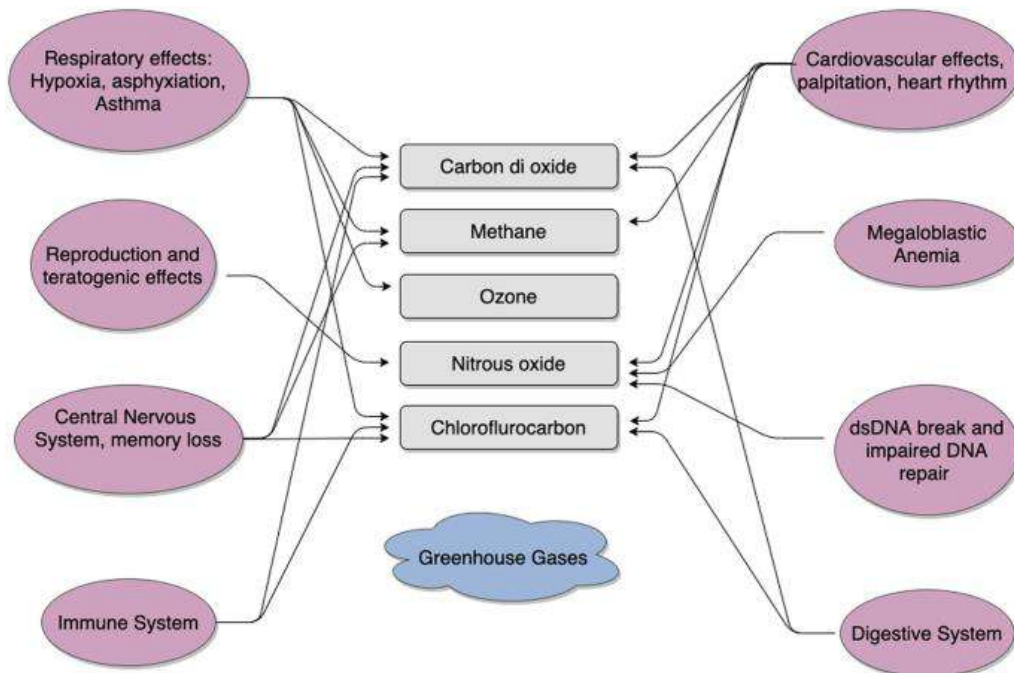 Respiratory effects:
Hypoxia, asphyxiation,
Asthma
Cardiovascular effects,
palpitation, heart rhythm
Carbon di oxide
Methane
Reproduction and
teratogenic effects
Megaloblastic
Anemia
Ozone
Nitrous oxide
Central Nervous
System, memory loss
Chloroflurocarbon
dsDNA break and
impaired DNA
repair
Greenhouse Gases
Immune System
Digestive System